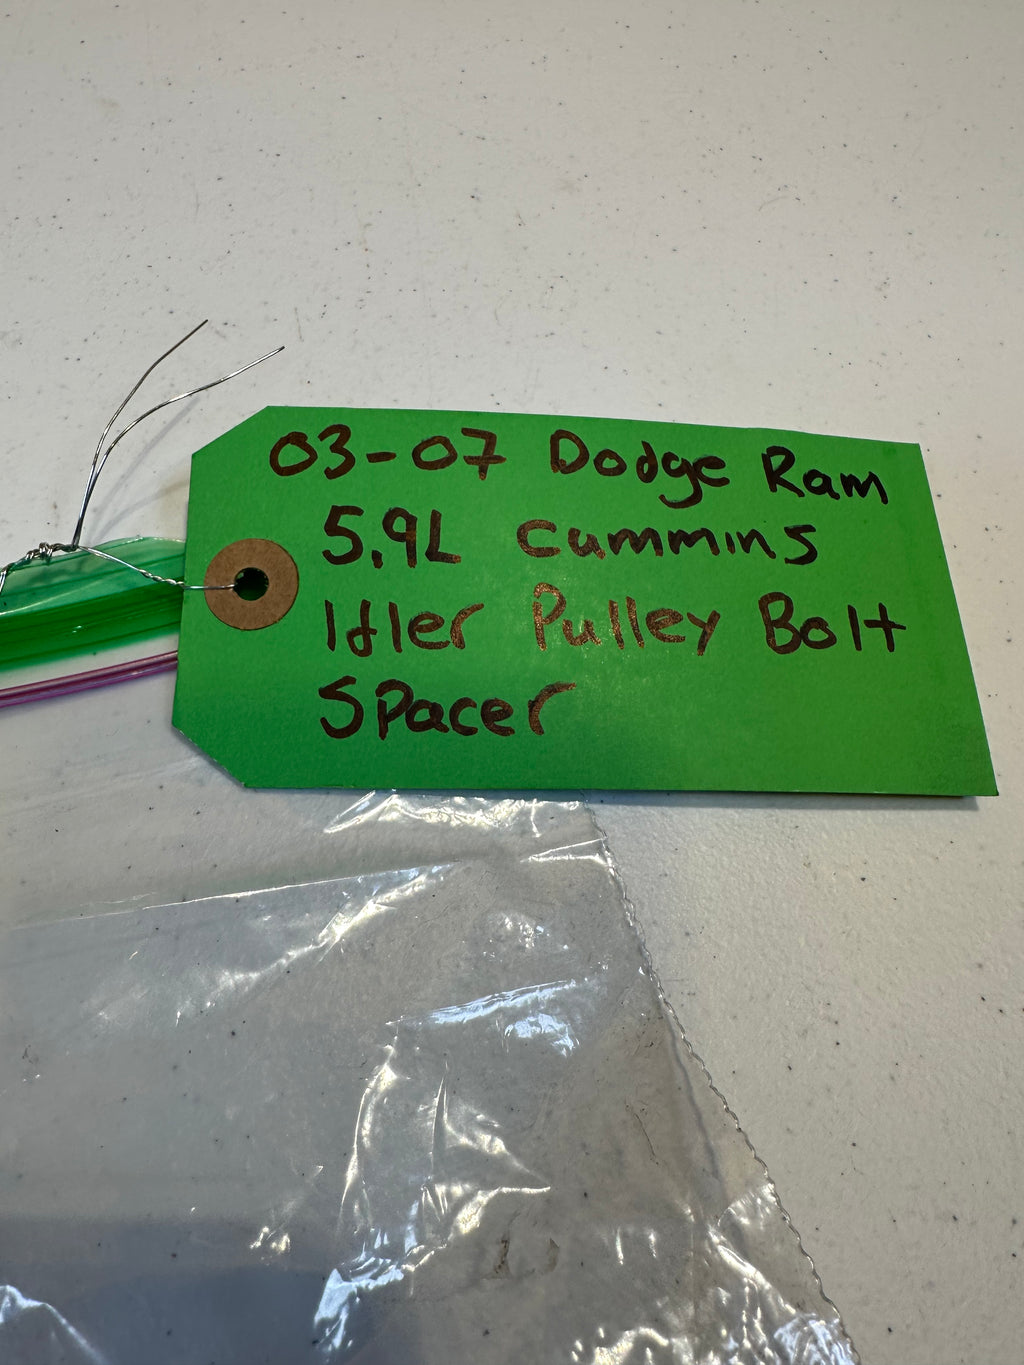 03-07 Dodge Ram
5.9L Cummins
Idler Pulley Bolt
Spacer